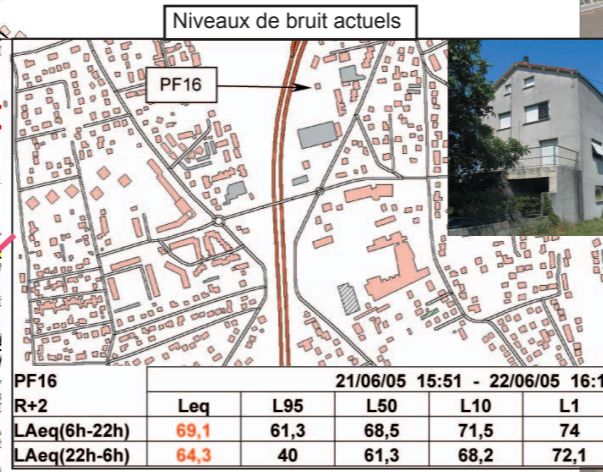 Niveaux de bruit actuels
PF16
PF16 21/06/05 15:51 - 22/06/05 16:1
R+2 Leq L95 L50 L10 L1
LAeq(6h-22h) 69,1 61,3 68,5 71,5 74
LAeq(22h-6h) 64,3 40 61,3 68,2 72,1